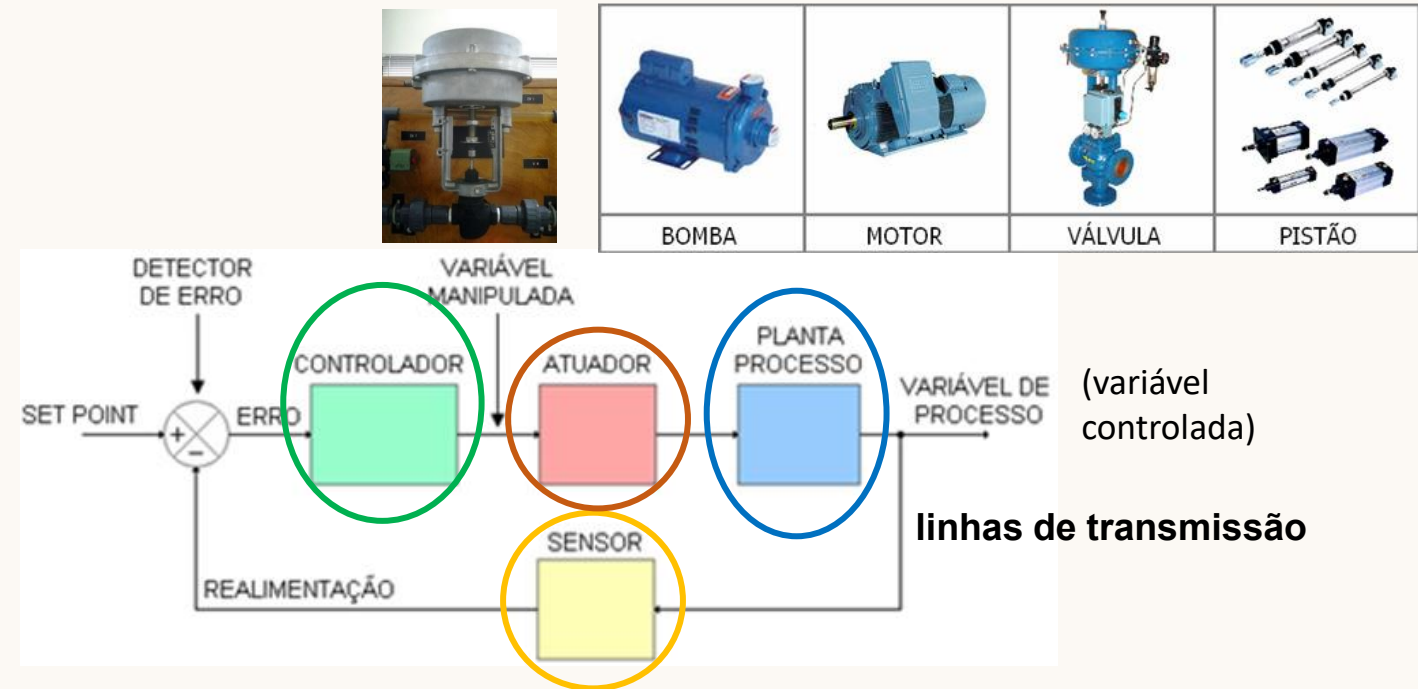 BOMBA
MOTOR
VÁLVULA
PISTÃO
DETECTOR
DE ERRO
VARIÁVEL
MANIPULADA
CONTROLADOR
ATUADOR
PLANTA
PROCESSO
SET POINT
+
−
ERRO
VARIÁVEL DE
PROCESSO
(variável
controlada)
linhas de transmissão
SENSOR
REALIMENTAÇÃO